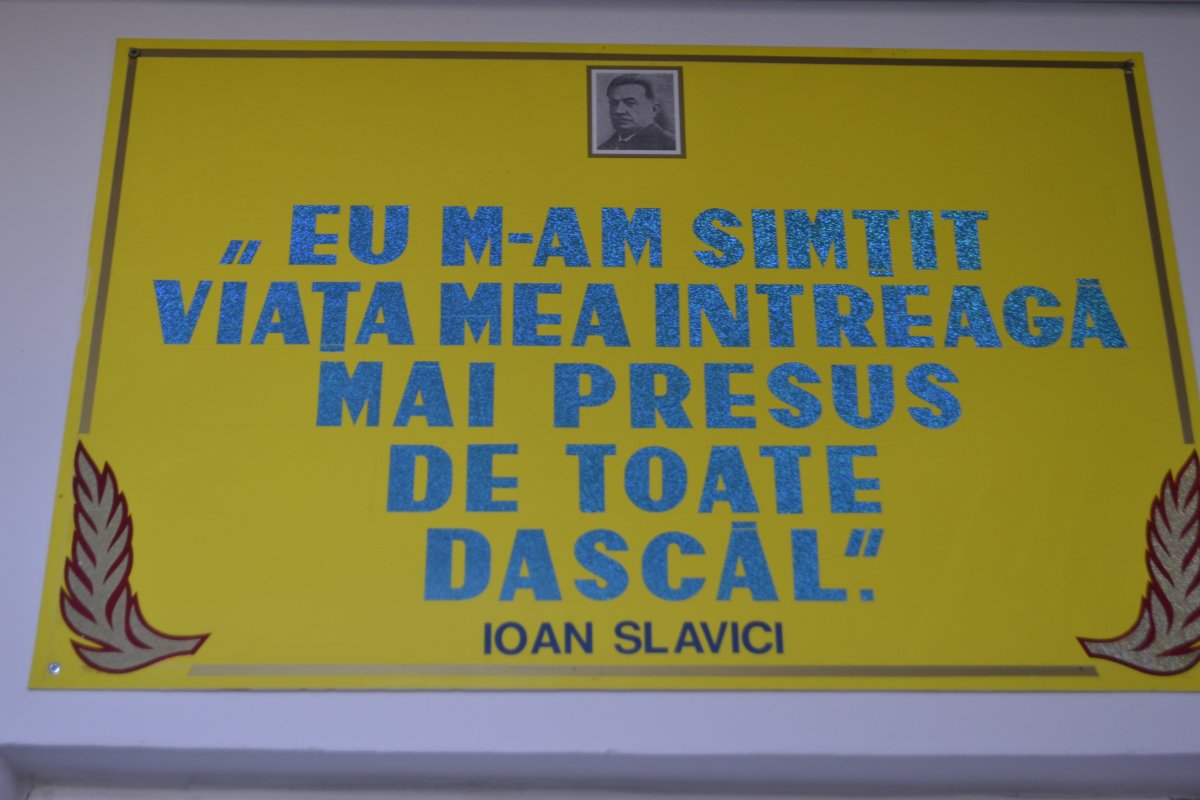 „EU M-AM SIMȚIT
VIAȚA MEA INTREAGĂ
MAI PRESUS
DE TOATE
DASCĂL”.
IOAN SLAVICI